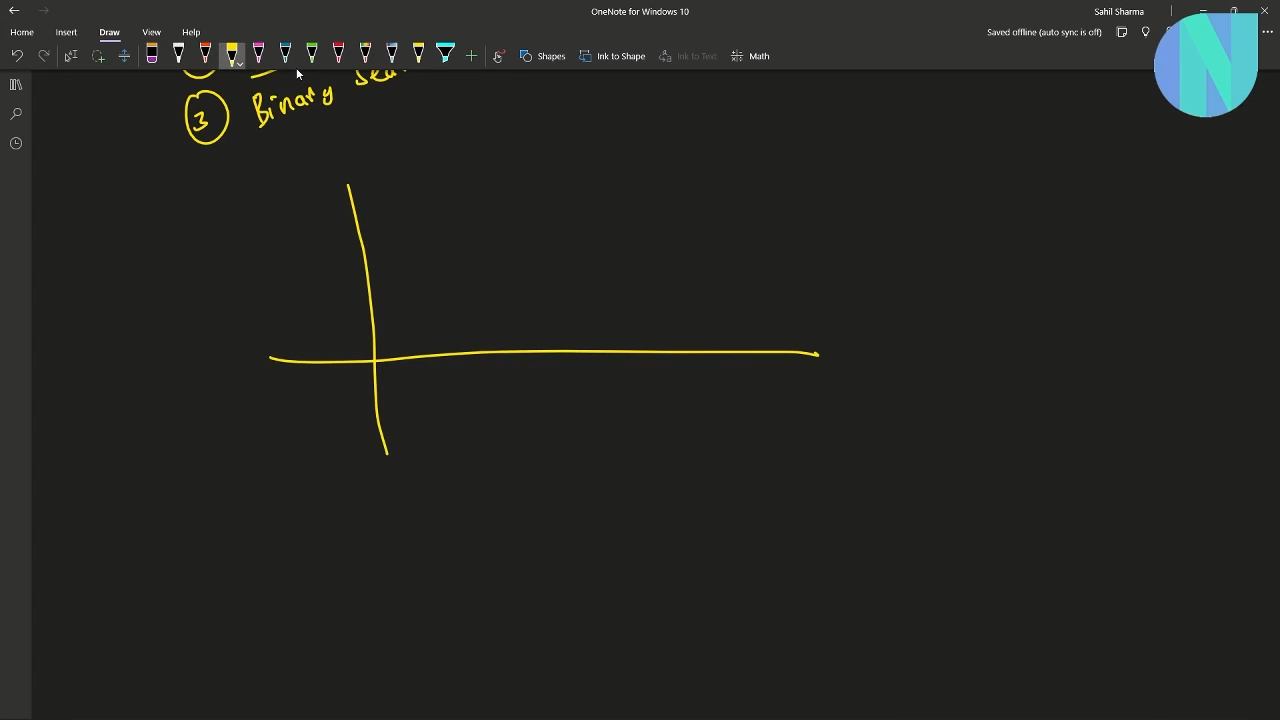 OneNote for Windows 10
Sahil Sharma
Home Insert Draw View Help
Saved offline (auto sync is off)
Shapes Ink to Shape Ink to Text Math
3 Binary